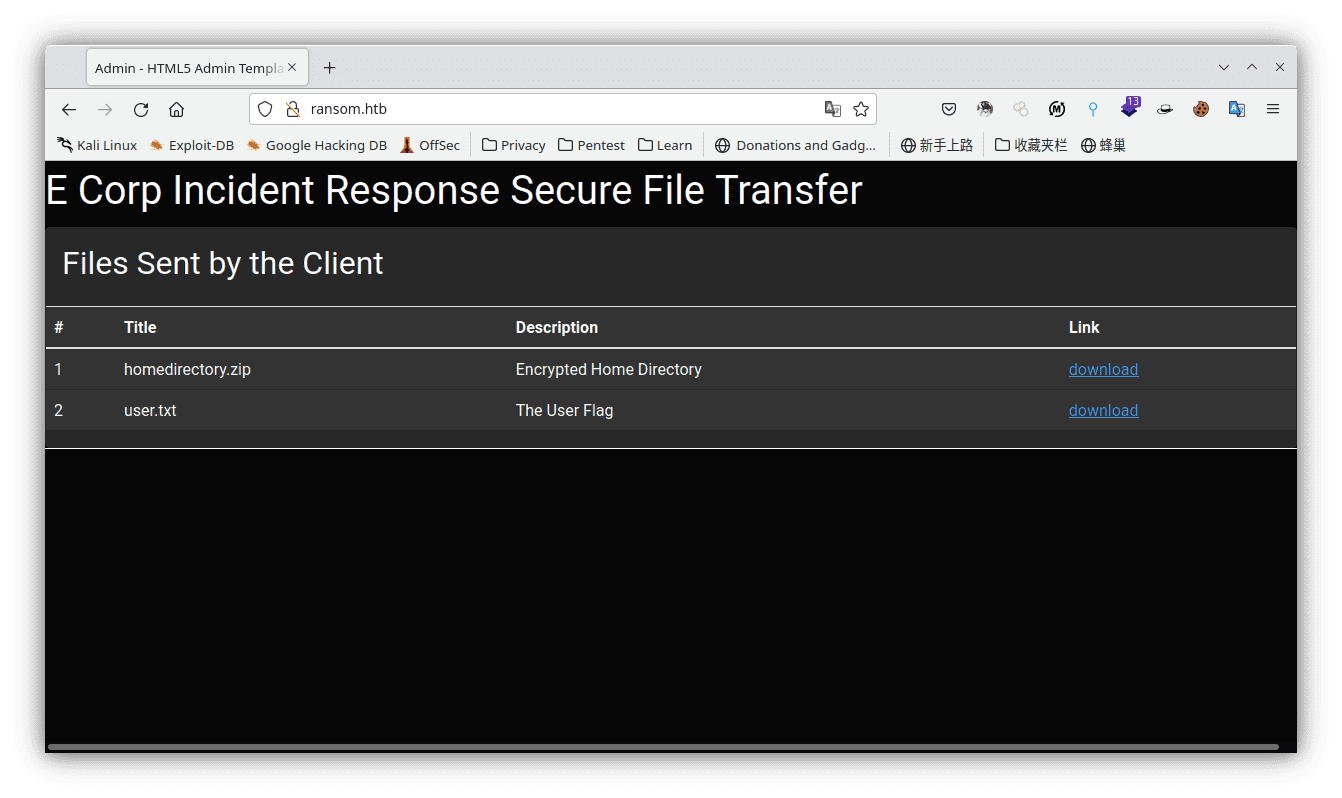 Admin - HTML5 Admin Templa
ransom.htb
13
Kali Linux Exploit-DB Google Hacking DB OffSec Privacy Pentest Learn Donations and Gadg... 新手上路 收藏夹栏 蜂巢
E Corp Incident Response Secure File Transfer
Files Sent by the Client
# Title Description Link
1 homedirectory.zip Encrypted Home Directory download
2 user.txt The User Flag download